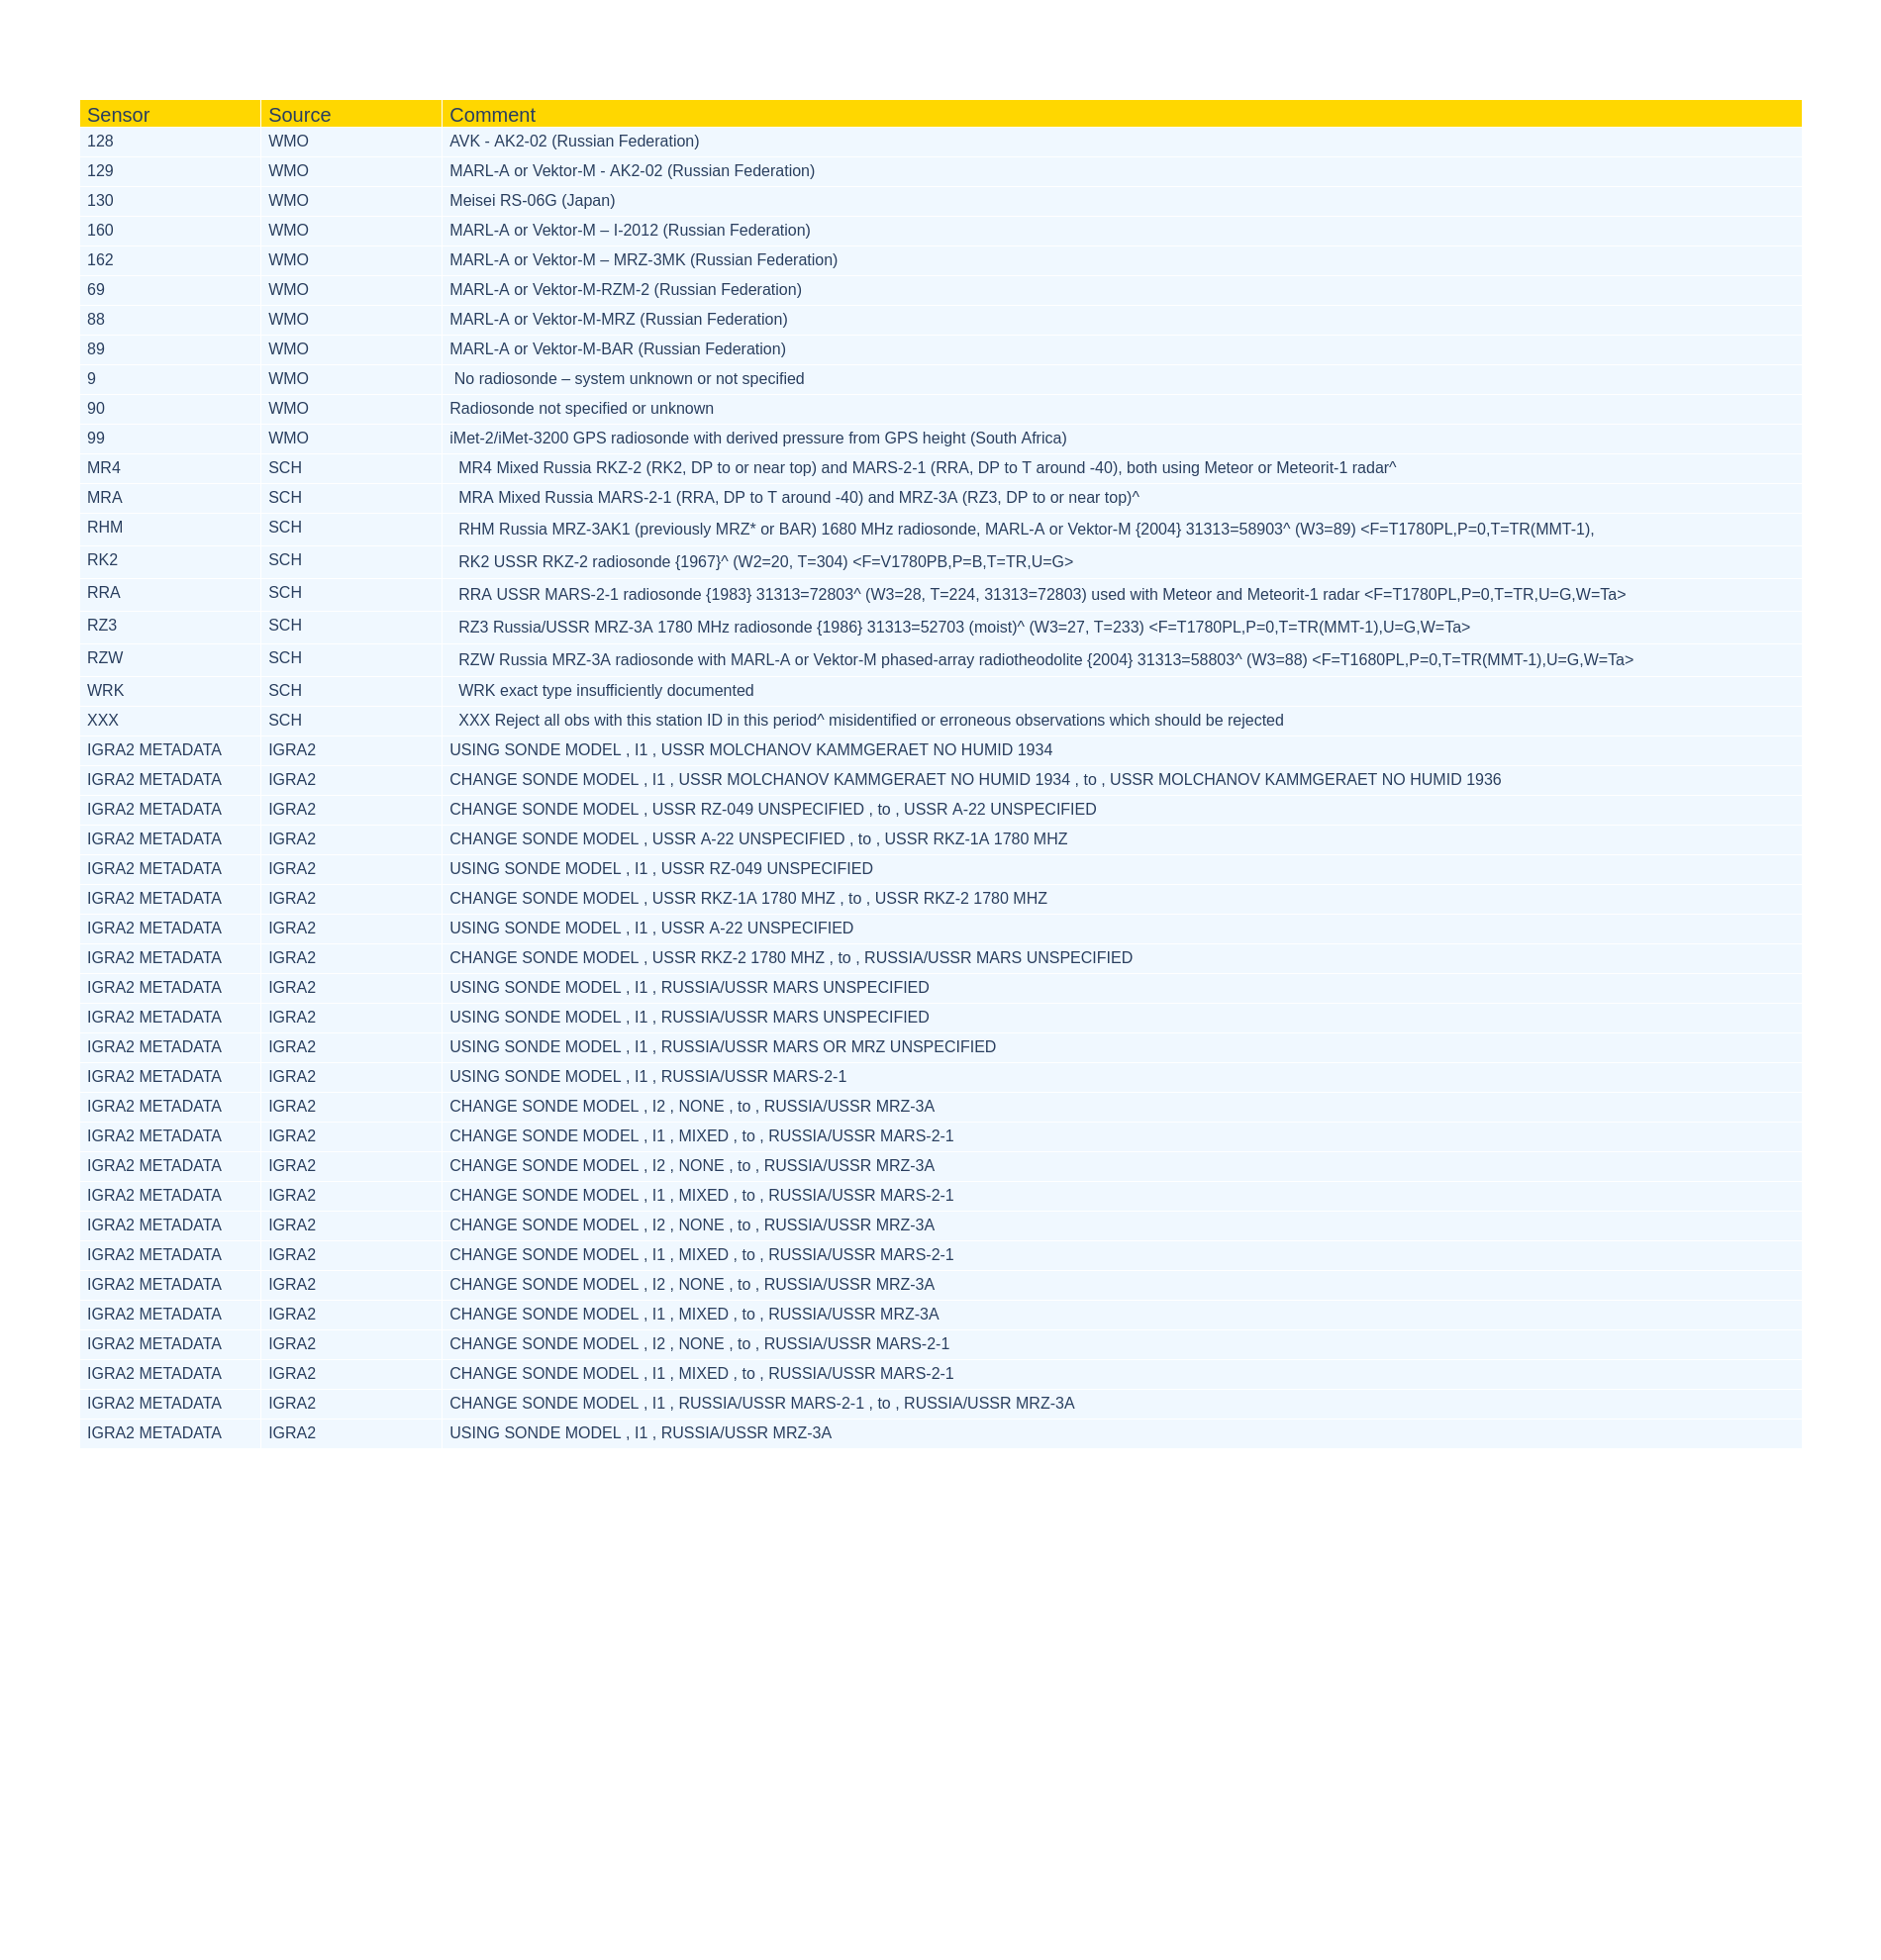 Sensor Source Comment
128 WMO AVK - AK2-02 (Russian Federation)
129 WMO MARL-A or Vektor-M - AK2-02 (Russian Federation)
130 WMO Meisei RS-06G (Japan)
160 WMO MARL-A or Vektor-M – I-2012 (Russian Federation)
162 WMO MARL-A or Vektor-M – MRZ-3MK (Russian Federation)
69 WMO MARL-A or Vektor-M-RZM-2 (Russian Federation)
88 WMO MARL-A or Vektor-M-MRZ (Russian Federation)
89 WMO MARL-A or Vektor-M-BAR (Russian Federation)
9 WMO No radiosonde – system unknown or not specified
90 WMO Radiosonde not specified or unknown
99 WMO iMet-2/iMet-3200 GPS radiosonde with derived pressure from GPS height (South Africa)
MR4 SCH MR4 Mixed Russia RKZ-2 (RK2, DP to or near top) and MARS-2-1 (RRA, DP to T around -40), both using Meteor or Meteorit-1 radar^
MRA SCH MRA Mixed Russia MARS-2-1 (RRA, DP to T around -40) and MRZ-3A (RZ3, DP to or near top)^
RHM SCH RHM Russia MRZ-3AK1 (previously MRZ* or BAR) 1680 MHz radiosonde, MARL-A or Vektor-M {2004} 31313=58903^ (W3=89) <F=T1780PL,P=0,T=TR(MMT-1),
RK2 SCH RK2 USSR RKZ-2 radiosonde {1967}^ (W2=20, T=304) <F=V1780PB,P=B,T=TR,U=G>
RRA SCH RRA USSR MARS-2-1 radiosonde {1983} 31313=72803^ (W3=28, T=224, 31313=72803) used with Meteor and Meteorit-1 radar <F=T1780PL,P=0,T=TR,U=G,W=Ta>
RZ3 SCH RZ3 Russia/USSR MRZ-3A 1780 MHz radiosonde {1986} 31313=52703 (moist)^ (W3=27, T=233) <F=T1780PL,P=0,T=TR(MMT-1),U=G,W=Ta>
RZW SCH RZW Russia MRZ-3A radiosonde with MARL-A or Vektor-M phased-array radiotheodolite {2004} 31313=58803^ (W3=88) <F=T1680PL,P=0,T=TR(MMT-1),U=G,W=Ta>
WRK SCH WRK exact type insufficiently documented
XXX SCH XXX Reject all obs with this station ID in this period^ misidentified or erroneous observations which should be rejected
IGRA2 METADATA IGRA2 USING SONDE MODEL , I1 , USSR MOLCHANOV KAMMGERAET NO HUMID 1934
IGRA2 METADATA IGRA2 CHANGE SONDE MODEL , I1 , USSR MOLCHANOV KAMMGERAET NO HUMID 1934 , to , USSR MOLCHANOV KAMMGERAET NO HUMID 1936
IGRA2 METADATA IGRA2 CHANGE SONDE MODEL , USSR RZ-049 UNSPECIFIED , to , USSR A-22 UNSPECIFIED
IGRA2 METADATA IGRA2 CHANGE SONDE MODEL , USSR A-22 UNSPECIFIED , to , USSR RKZ-1A 1780 MHZ
IGRA2 METADATA IGRA2 USING SONDE MODEL , I1 , USSR RZ-049 UNSPECIFIED
IGRA2 METADATA IGRA2 CHANGE SONDE MODEL , USSR RKZ-1A 1780 MHZ , to , USSR RKZ-2 1780 MHZ
IGRA2 METADATA IGRA2 USING SONDE MODEL , I1 , USSR A-22 UNSPECIFIED
IGRA2 METADATA IGRA2 CHANGE SONDE MODEL , USSR RKZ-2 1780 MHZ , to , RUSSIA/USSR MARS UNSPECIFIED
IGRA2 METADATA IGRA2 USING SONDE MODEL , I1 , RUSSIA/USSR MARS UNSPECIFIED
IGRA2 METADATA IGRA2 USING SONDE MODEL , I1 , RUSSIA/USSR MARS UNSPECIFIED
IGRA2 METADATA IGRA2 USING SONDE MODEL , I1 , RUSSIA/USSR MARS OR MRZ UNSPECIFIED
IGRA2 METADATA IGRA2 USING SONDE MODEL , I1 , RUSSIA/USSR MARS-2-1
IGRA2 METADATA IGRA2 CHANGE SONDE MODEL , I2 , NONE , to , RUSSIA/USSR MRZ-3A
IGRA2 METADATA IGRA2 CHANGE SONDE MODEL , I1 , MIXED , to , RUSSIA/USSR MARS-2-1
IGRA2 METADATA IGRA2 CHANGE SONDE MODEL , I2 , NONE , to , RUSSIA/USSR MRZ-3A
IGRA2 METADATA IGRA2 CHANGE SONDE MODEL , I1 , MIXED , to , RUSSIA/USSR MARS-2-1
IGRA2 METADATA IGRA2 CHANGE SONDE MODEL , I2 , NONE , to , RUSSIA/USSR MRZ-3A
IGRA2 METADATA IGRA2 CHANGE SONDE MODEL , I1 , MIXED , to , RUSSIA/USSR MARS-2-1
IGRA2 METADATA IGRA2 CHANGE SONDE MODEL , I2 , NONE , to , RUSSIA/USSR MRZ-3A
IGRA2 METADATA IGRA2 CHANGE SONDE MODEL , I1 , MIXED , to , RUSSIA/USSR MRZ-3A
IGRA2 METADATA IGRA2 CHANGE SONDE MODEL , I2 , NONE , to , RUSSIA/USSR MARS-2-1
IGRA2 METADATA IGRA2 CHANGE SONDE MODEL , I1 , MIXED , to , RUSSIA/USSR MARS-2-1
IGRA2 METADATA IGRA2 CHANGE SONDE MODEL , I1 , RUSSIA/USSR MARS-2-1 , to , RUSSIA/USSR MRZ-3A
IGRA2 METADATA IGRA2 USING SONDE MODEL , I1 , RUSSIA/USSR MRZ-3A